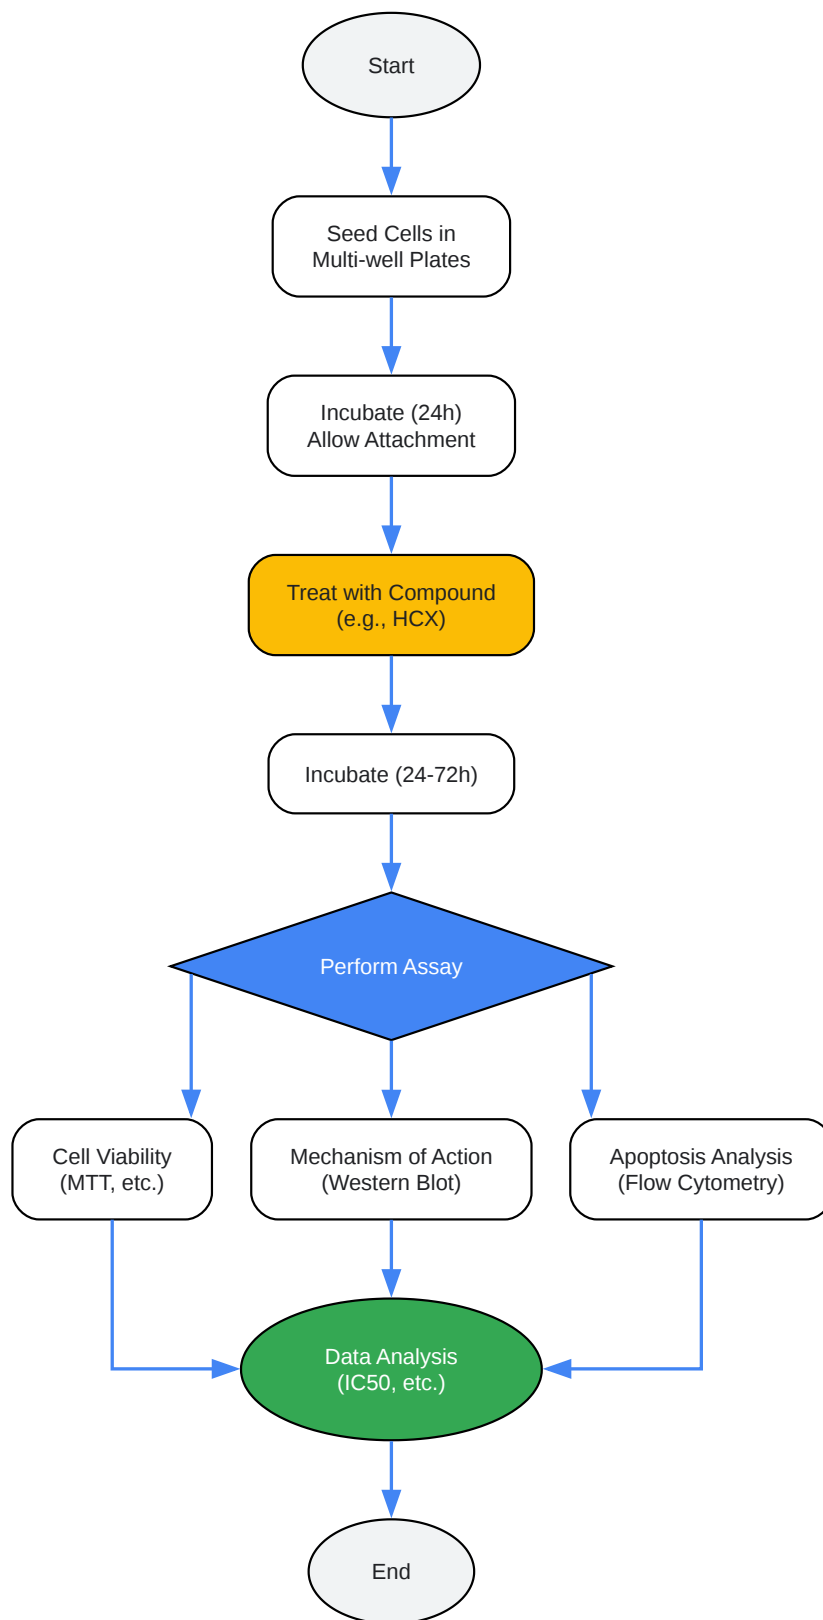 Start
Seed Cells in
Multi-well Plates
Incubate (24h)
Allow Attachment
Treat with Compound
(e.g., HCX)
Incubate (24-72h)
Perform Assay
Cell Viability
(MTT, etc.)
Mechanism of Action
(Western Blot)
Apoptosis Analysis
(Flow Cytometry)
Data Analysis
(IC50, etc.)
End